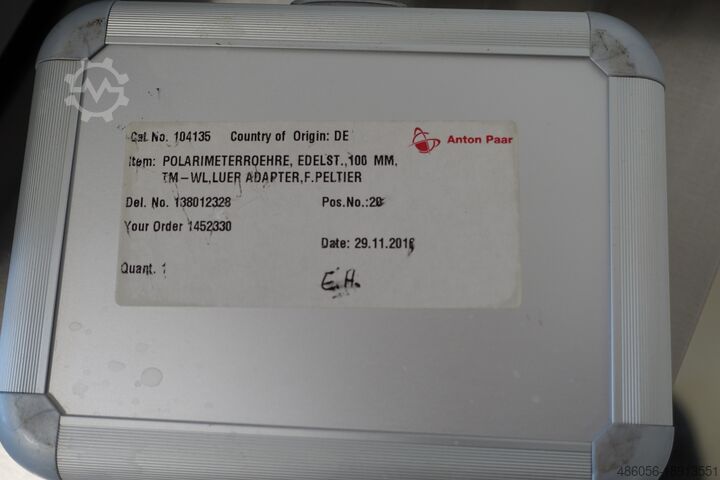 Cat. No. 104135 Country of Origin: DE
Anton Paar
Item: POLARIMETERROEHRE, EDELST.,100 MM,
TM-WL,LUER ADAPTER,F.PELTIER
Del. No. 138012328 Pos.No.:20
Your Order 1452330
Date: 29.11.2016
Quant. 1
E.H.